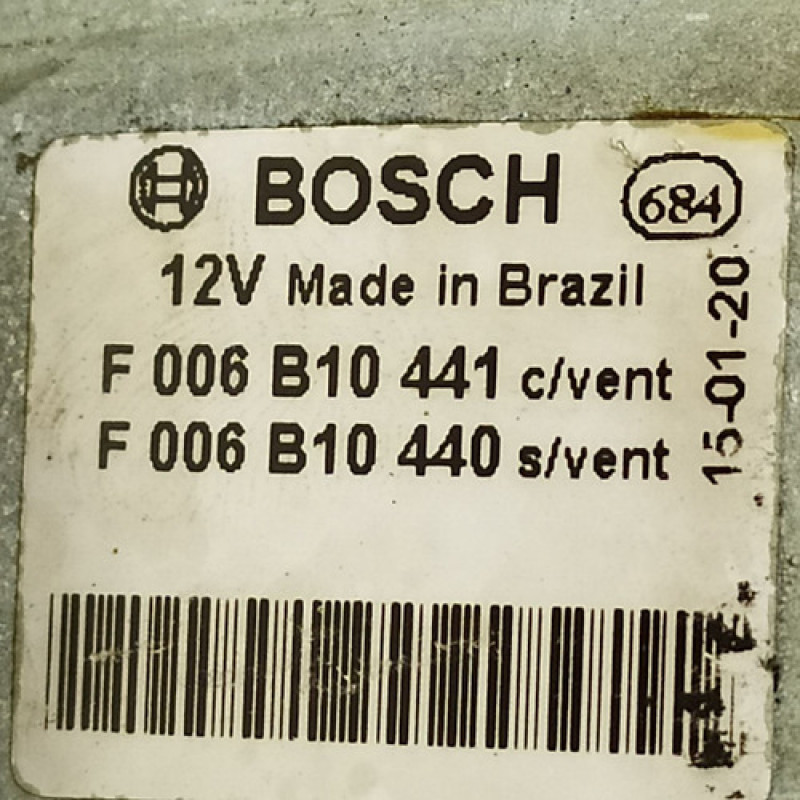 BOSCH 684
12V Made in Brazil
F 006 B10 441 c/vent
F 006 B10 440 s/vent
15-01-20